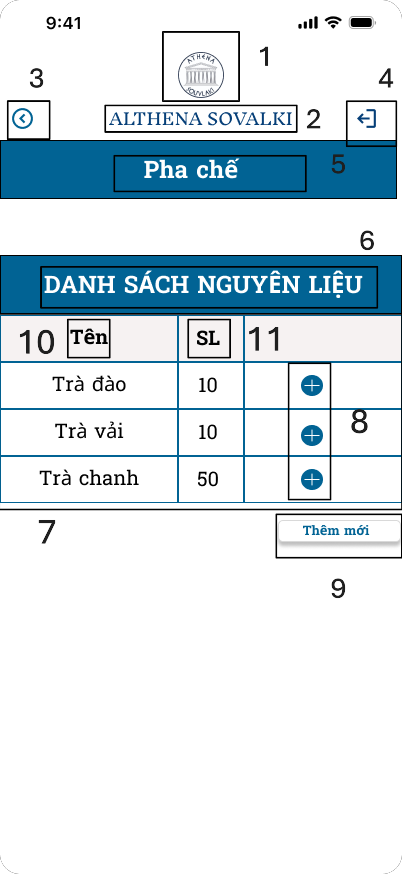 9:41
1
ATHENA
SOUVLAKI
3
4
ALTHENA SOVALKI
2
Pha chế
5
6
DANH SÁCH NGUYÊN LIỆU
10 Tên SL 11
Trà đào 10
Trà vải 10
8
Trà chanh 50
7
Thêm mới
9